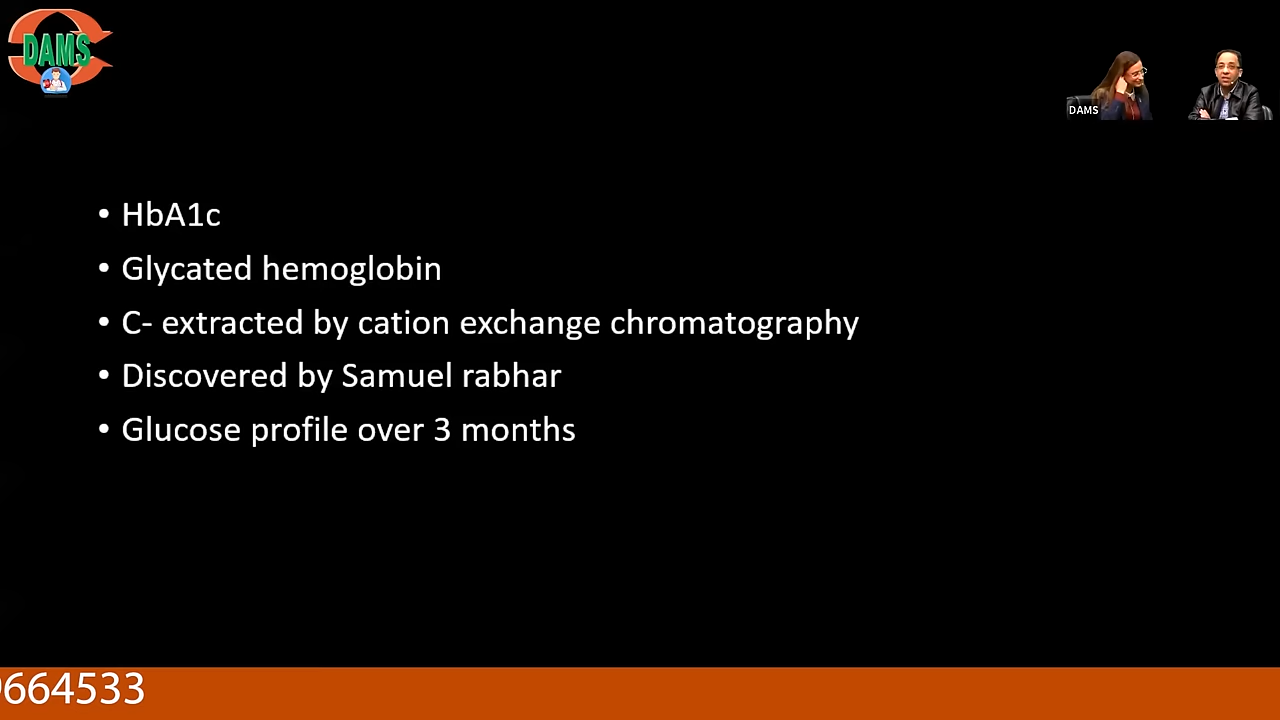 DAMS
DAMS
• HbA1c
• Glycated hemoglobin
• C- extracted by cation exchange chromatography
• Discovered by Samuel rabhar
• Glucose profile over 3 months
664533